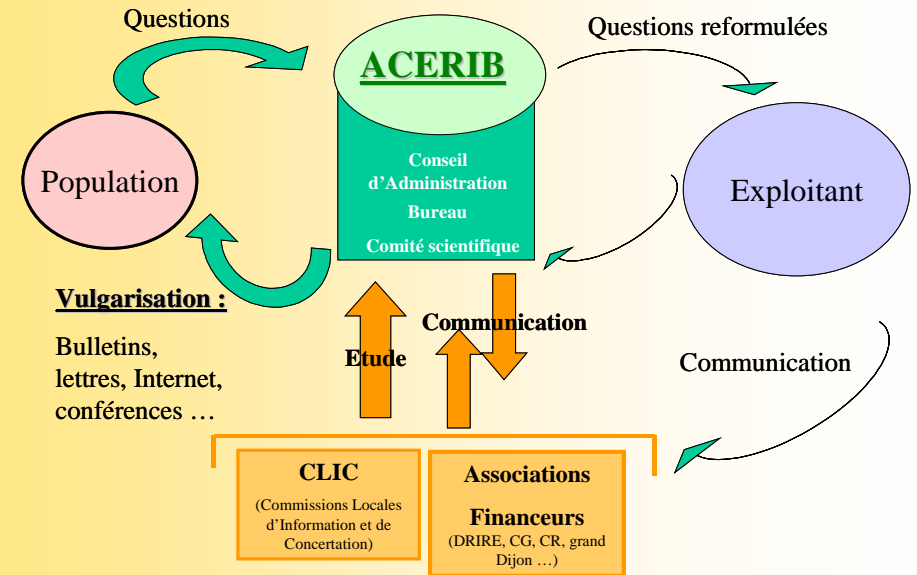 Questions
Questions reformulées
ACERIB
Conseil
d’Administration
Bureau
Comité scientifique
Population
Exploitant
Vulgarisation :
Bulletins,
lettres, Internet,
conférences …
Communication
Etude
Communication
CLIC
(Commissions Locales
d’Information et de
Concertation)
Associations
Financeurs
(DRIRE, CG, CR, grand
Dijon …)